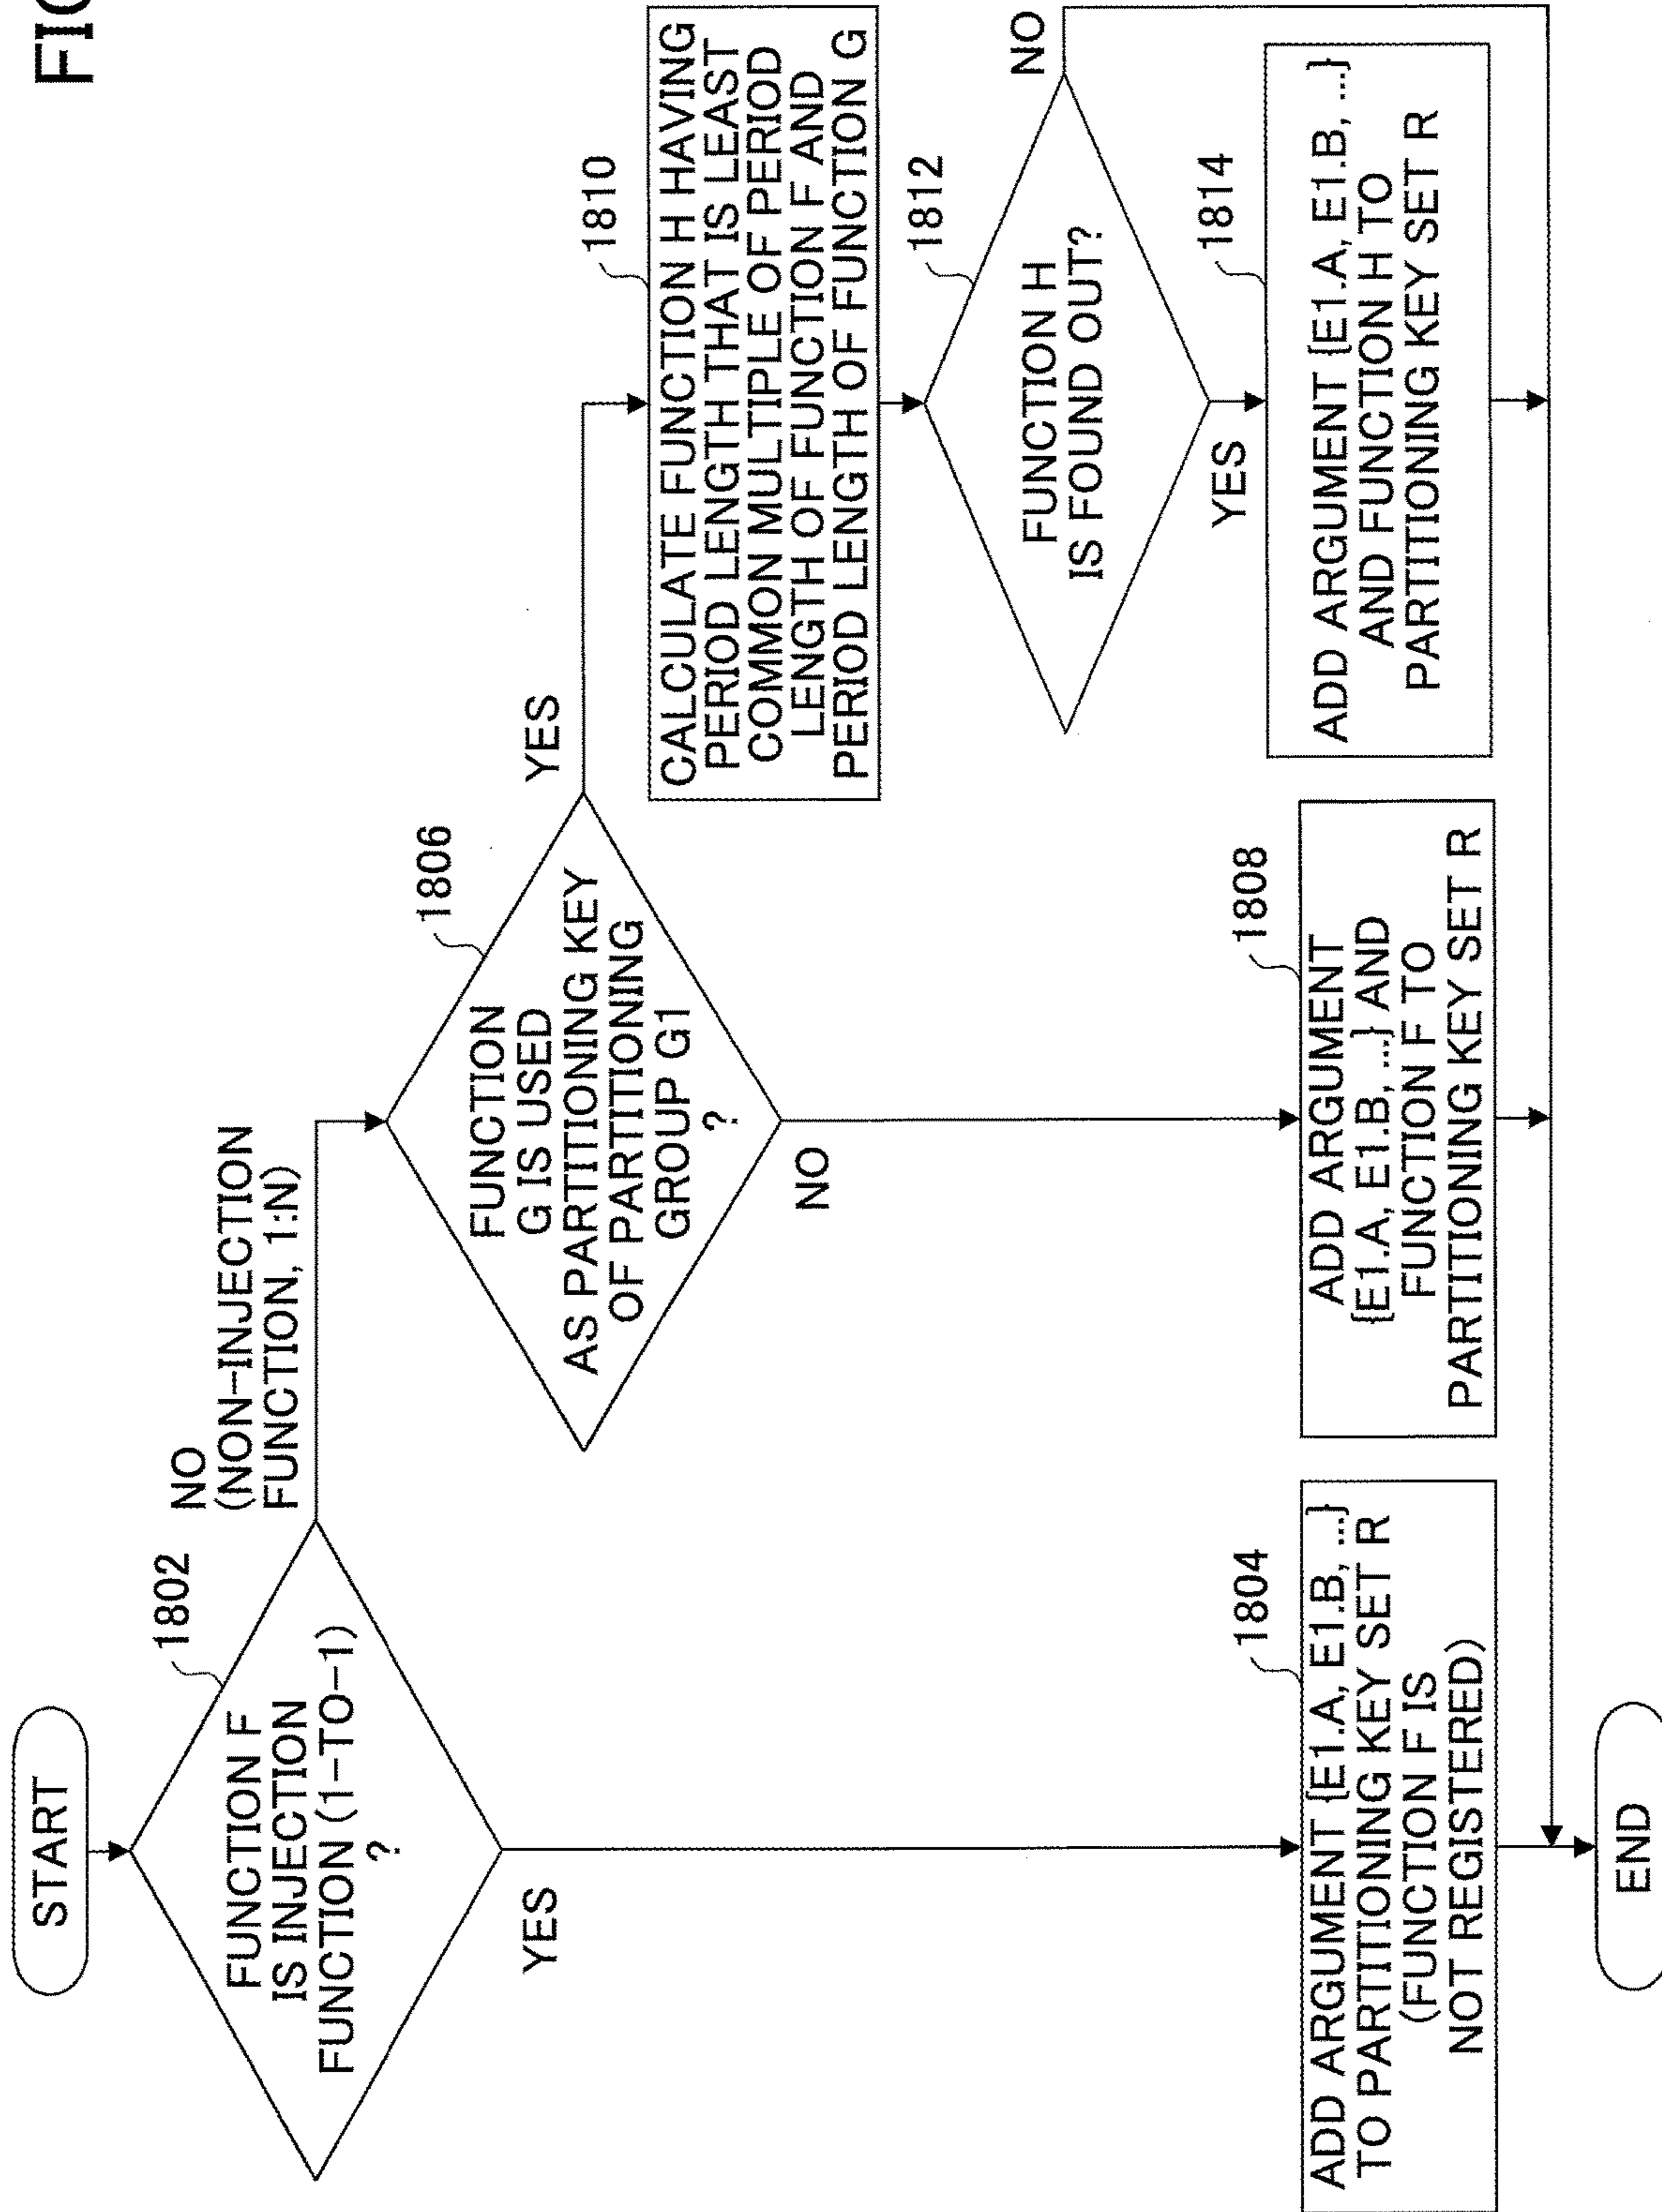 FIG
START
1802
FUNCTION F
IS INJECTION
FUNCTION (1-TO-1)
?
YES
NO
(NON-INJECTION
FUNCTION, 1:N)
1804
ADD ARGUMENT {E1.A, E1.B, ...}
TO PARTITIONING KEY SET R
(FUNCTION F IS
NOT REGISTERED)
1806
FUNCTION
G IS USED
AS PARTITIONING KEY
OF PARTITIONING
GROUP G1
?
NO
YES
1808
ADD ARGUMENT
{E1.A, E1.B, ...} AND
FUNCTION F TO
PARTITIONING KEY SET R
1810
CALCULATE FUNCTION H HAVING
PERIOD LENGTH THAT IS LEAST
COMMON MULTIPLE OF PERIOD
LENGTH OF FUNCTION F AND
PERIOD LENGTH OF FUNCTION G
1812
FUNCTION H
IS FOUND OUT?
NO
YES
1814
ADD ARGUMENT {E1.A, E1.B, ...}
AND FUNCTION H TO
PARTITIONING KEY SET R
END